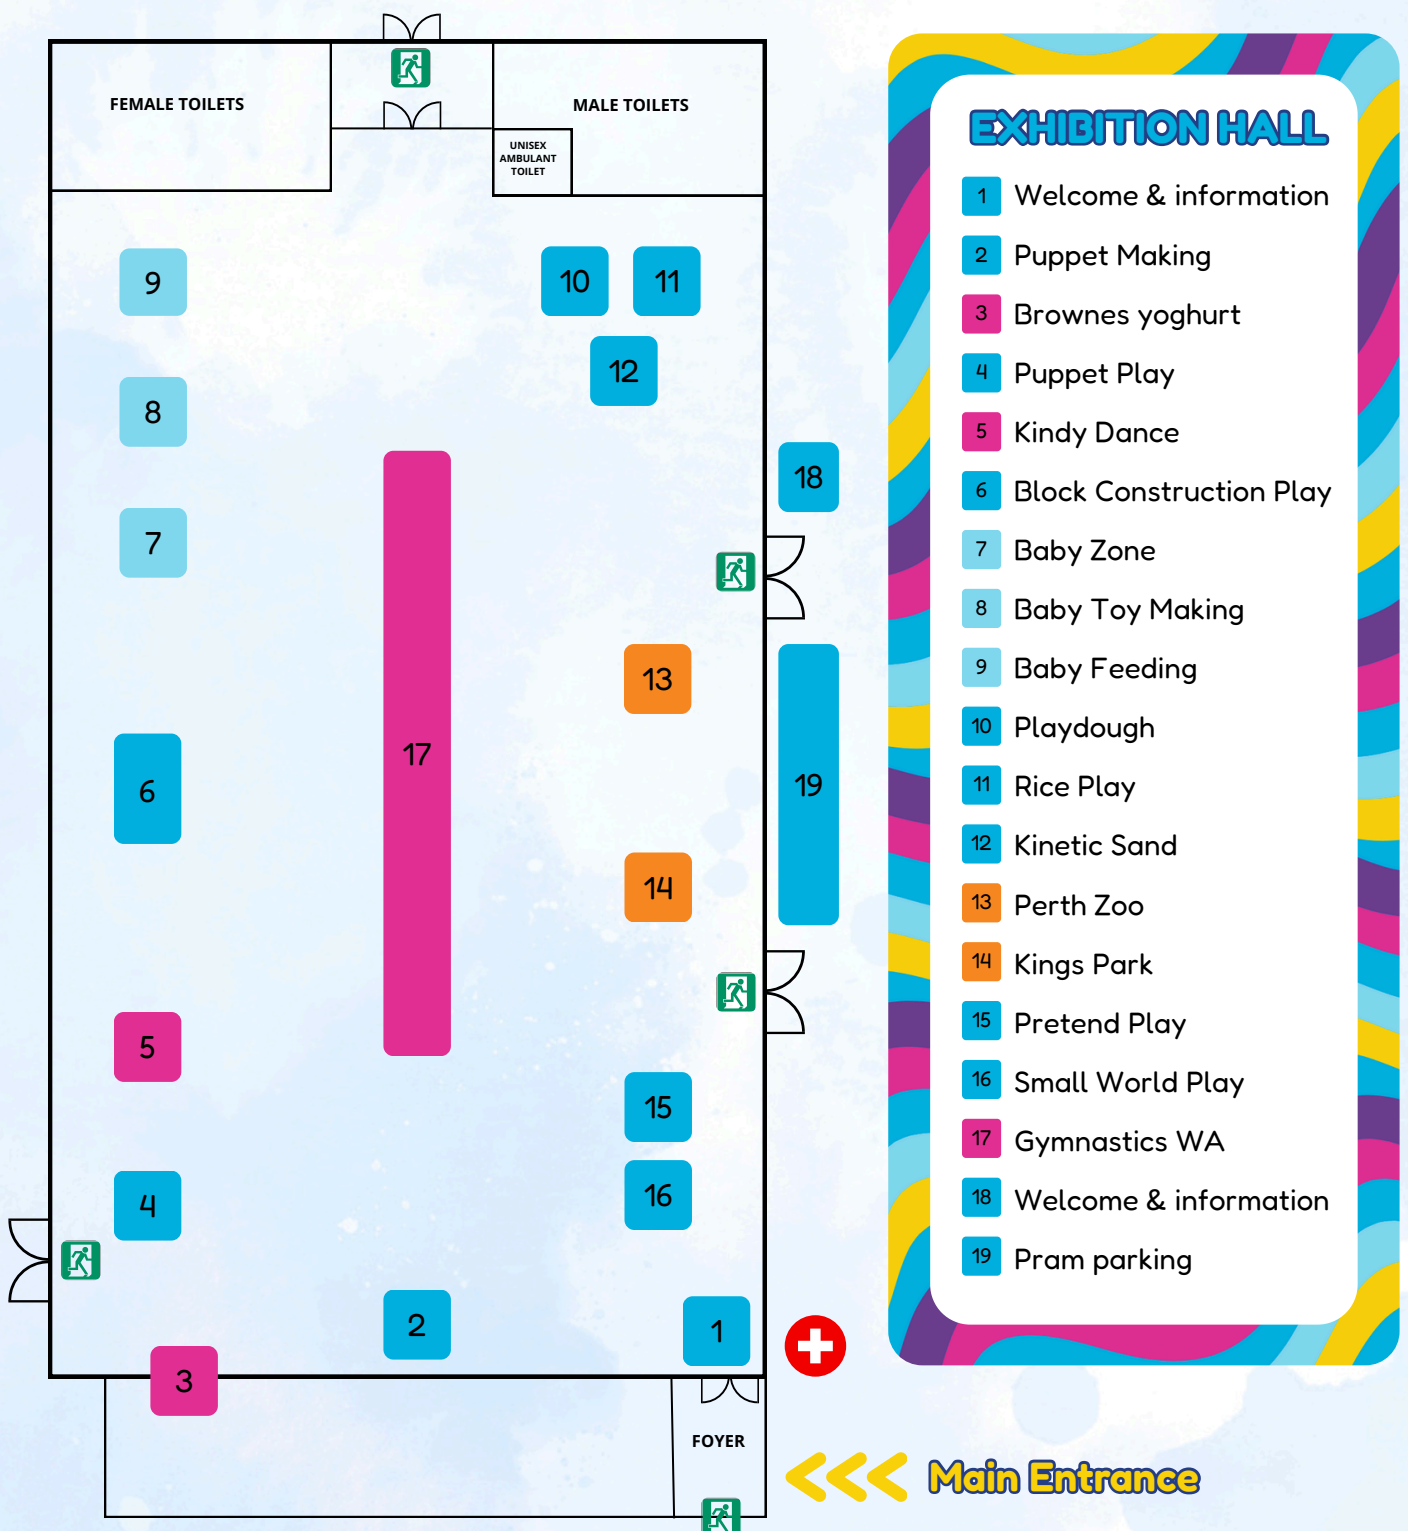 FEMALE TOILETS
MALE TOILETS
UNISEX
AMBULANT
TOILET
9
10
11
12
8
18
7
17
13
6
19
14
5
15
4
16
2
1
3
FOYER
Main Entrance
EXHIBITION HALL
1 Welcome & information
2 Puppet Making
3 Brownes yoghurt
4 Puppet Play
5 Kindy Dance
6 Block Construction Play
7 Baby Zone
8 Baby Toy Making
9 Baby Feeding
10 Playdough
11 Rice Play
12 Kinetic Sand
13 Perth Zoo
14 Kings Park
15 Pretend Play
16 Small World Play
17 Gymnastics WA
18 Welcome & information
19 Pram parking